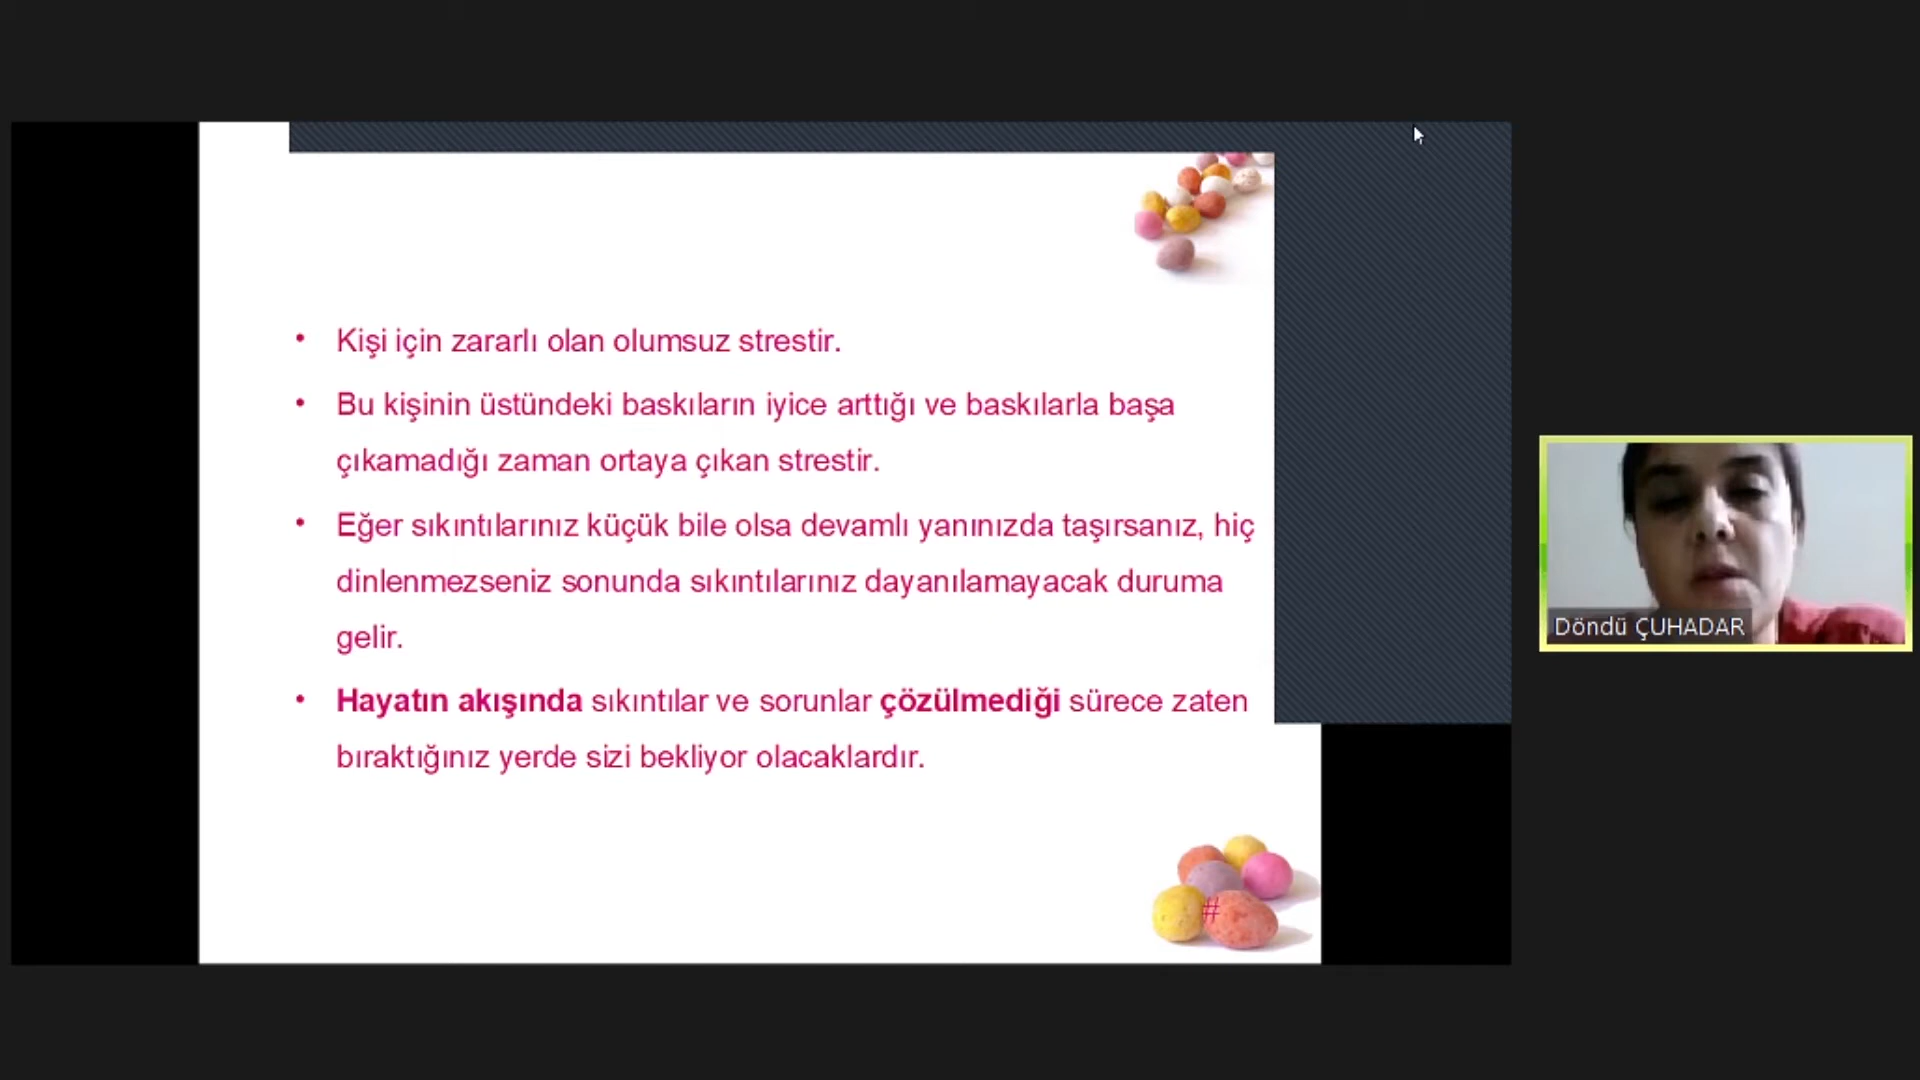 • Kişi için zararlı olan olumsuz strestir.
• Bu kişinin üstündeki baskıların iyice arttığı ve baskılarla başa
çıkamadığı zaman ortaya çıkan strestir.
• Eğer sıkıntılarınız küçük bile olsa devamlı yanınızda taşırsanız, hiç
dinlenmezseniz sonunda sıkıntılarınız dayanılamayacak duruma
gelir.
• Hayatın akışında sıkıntılar ve sorunlar çözülmediği sürece zaten
bıraktığınız yerde sizi bekliyor olacaklardır.
#
Döndü ÇUHADAR